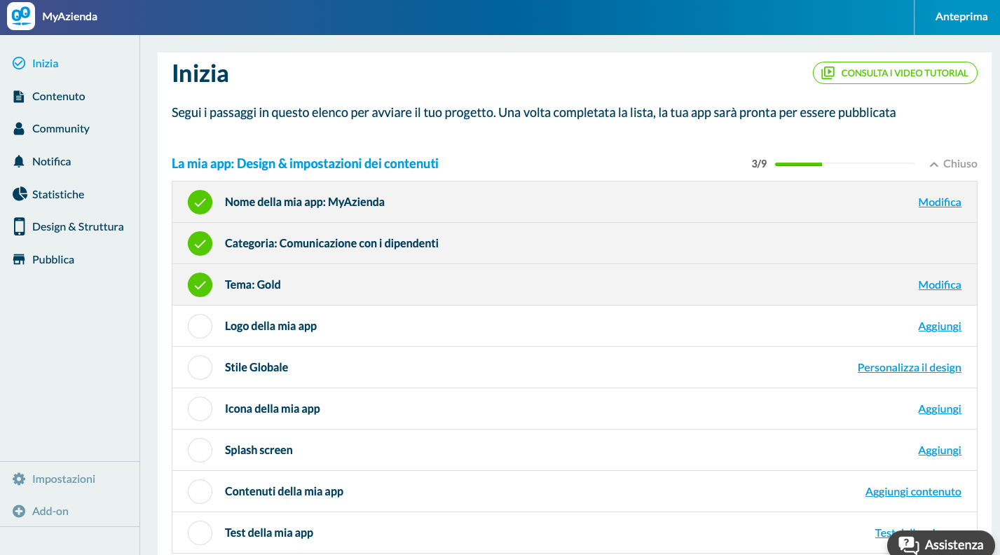 MyAzienda
Anteprima
Inizia
Contenuto
Community
Notifica
Statistiche
Design & Struttura
Pubblica
Impostazioni
Add-on
Inizia
CONSULTA I VIDEO TUTORIAL
Segui i passaggi in questo elenco per avviare il tuo progetto. Una volta completata la lista, la tua app sarà pronta per essere pubblicata
La mia app: Design & impostazioni dei contenuti
3/9
Chiuso
Nome della mia app: MyAzienda
Modifica
Categoria: Comunicazione con i dipendenti
Tema: Gold
Modifica
Logo della mia app
Aggiungi
Stile Globale
Personalizza il design
Icona della mia app
Aggiungi
Splash screen
Aggiungi
Contenuti della mia app
Aggiungi contenuto
Test della mia app
Test
Assistenza